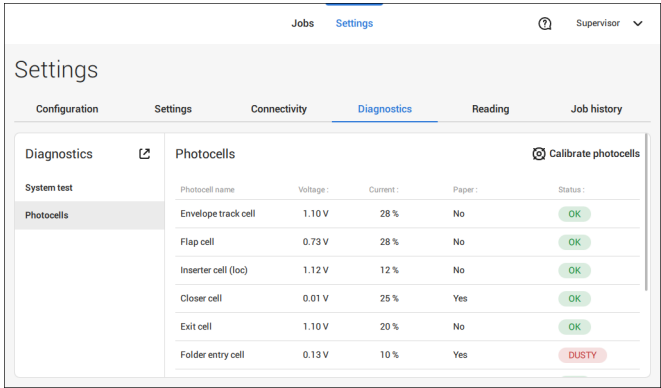 Jobs Settings Supervisor
Settings
Configuration Settings Connectivity Diagnostics Reading Job history
Diagnostics Photocells Calibrate photocells
System test
Photocells
Photocell name Voltage : Current : Paper : Status :
Envelope track cell 1.10 V 28 % No OK
Flap cell 0.73 V 28 % No OK
Inserter cell (loc) 1.12 V 12 % No OK
Closer cell 0.01 V 25 % Yes OK
Exit cell 1.10 V 20 % No OK
Folder entry cell 0.13 V 10 % Yes DUSTY